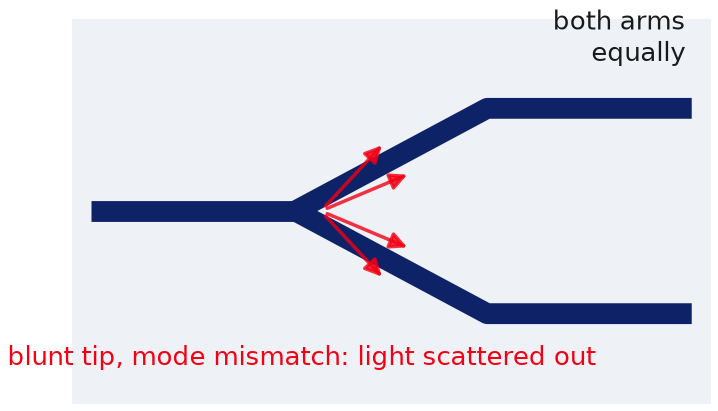 both arms
equally
blunt tip, mode mismatch: light scattered out